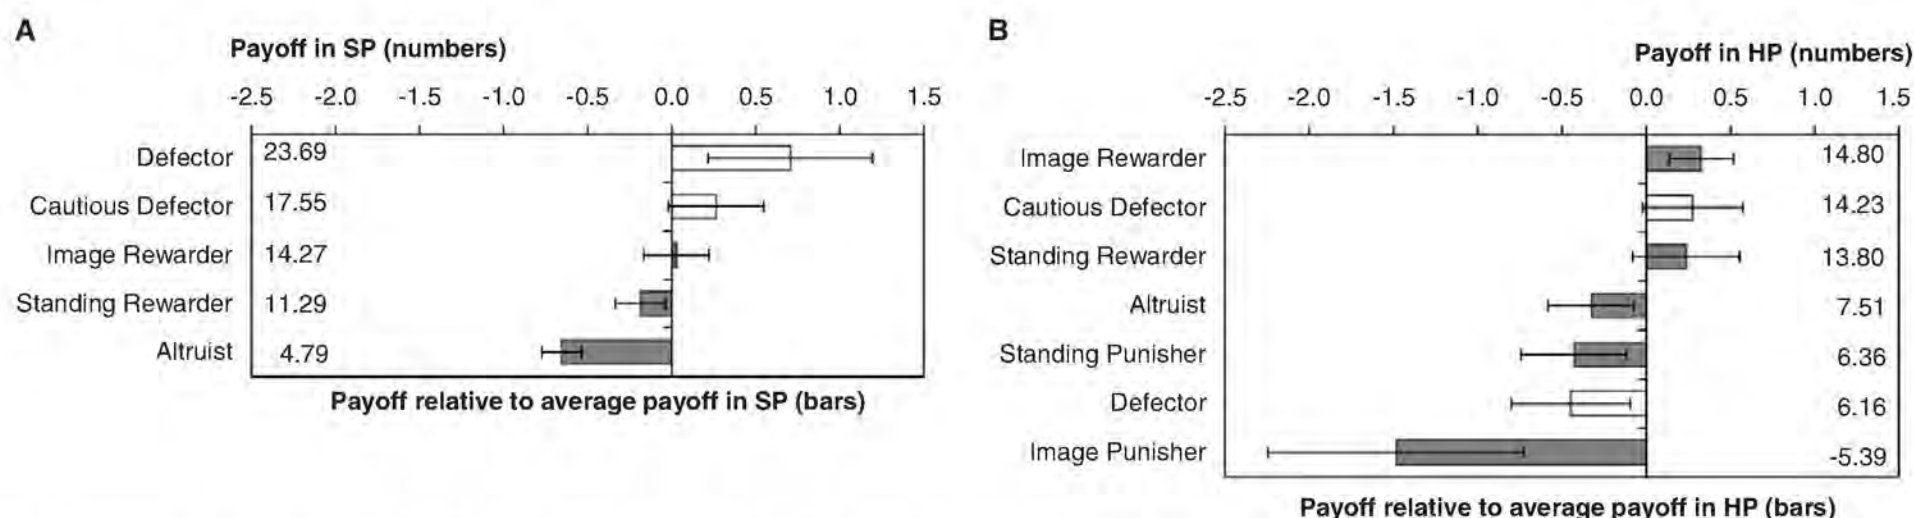 A
Payoff in SP (numbers)
-2.5 -2.0 -1.5 -1.0 -0.5 0.0 0.5 1.0 1.5
Defector 23.69
Cautious Defector 17.55
Image Rewarder 14.27
Standing Rewarder 11.29
Altruist 4.79
Payoff relative to average payoff in SP (bars)
B
Payoff in HP (numbers)
-2.5 -2.0 -1.5 -1.0 -0.5 0.0 0.5 1.0 1.5
Image Rewarder 14.80
Cautious Defector 14.23
Standing Rewarder 13.80
Altruist 7.51
Standing Punisher 6.36
Defector 6.16
Image Punisher -5.39
Payoff relative to average payoff in HP (bars)